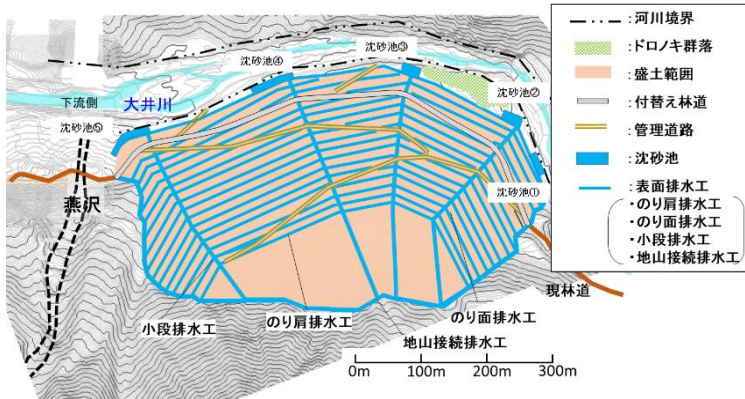 沈砂池③
沈砂池④
下流側
大井川
沈砂池②
沈砂池⑤
沈砂池①
燕沢
現林道
小段排水工
のり肩排水工
のり面排水工
地山接続排水工
0m 100m 200m 300m
:河川境界
:ドロノキ群落
:盛土範囲
:付替え林道
:管理道路
:沈砂池
:表面排水工
・のり肩排水工
・のり面排水工
・小段排水工
・地山接続排水工